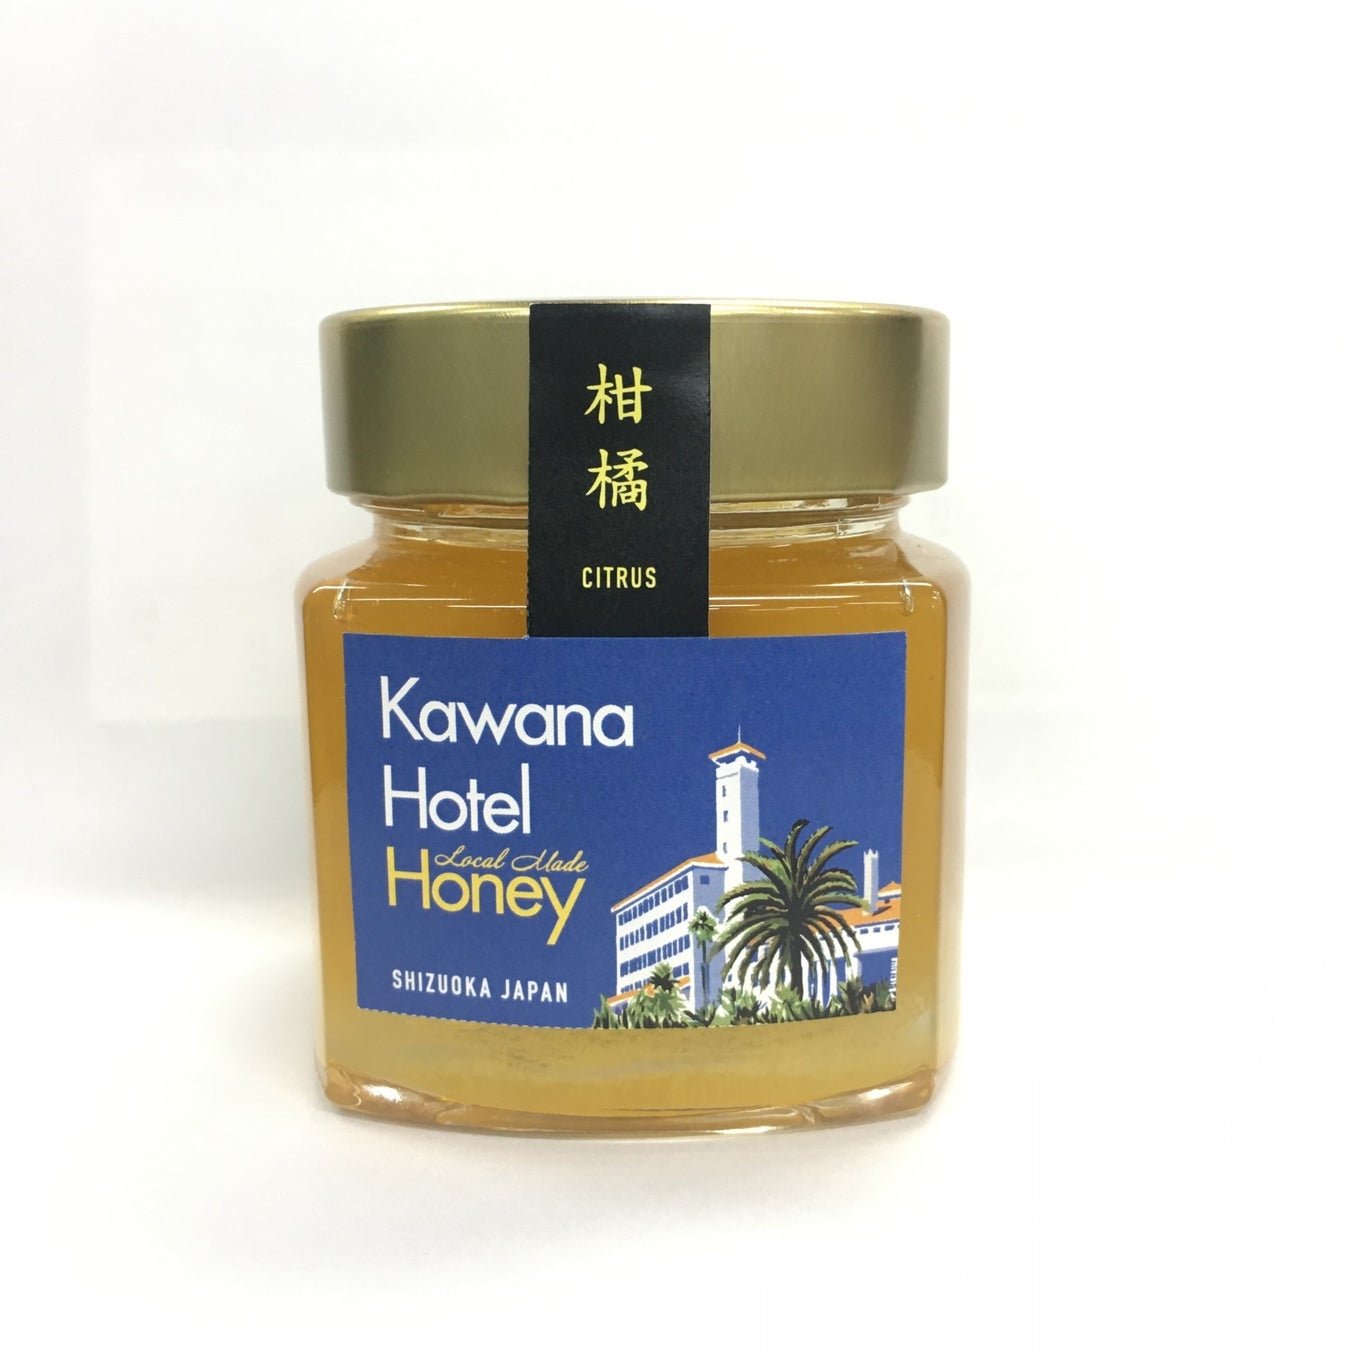 柑
橘
CITRUS
Kawana
Hotel
Local Made
Honey
SHIZUOKA JAPAN